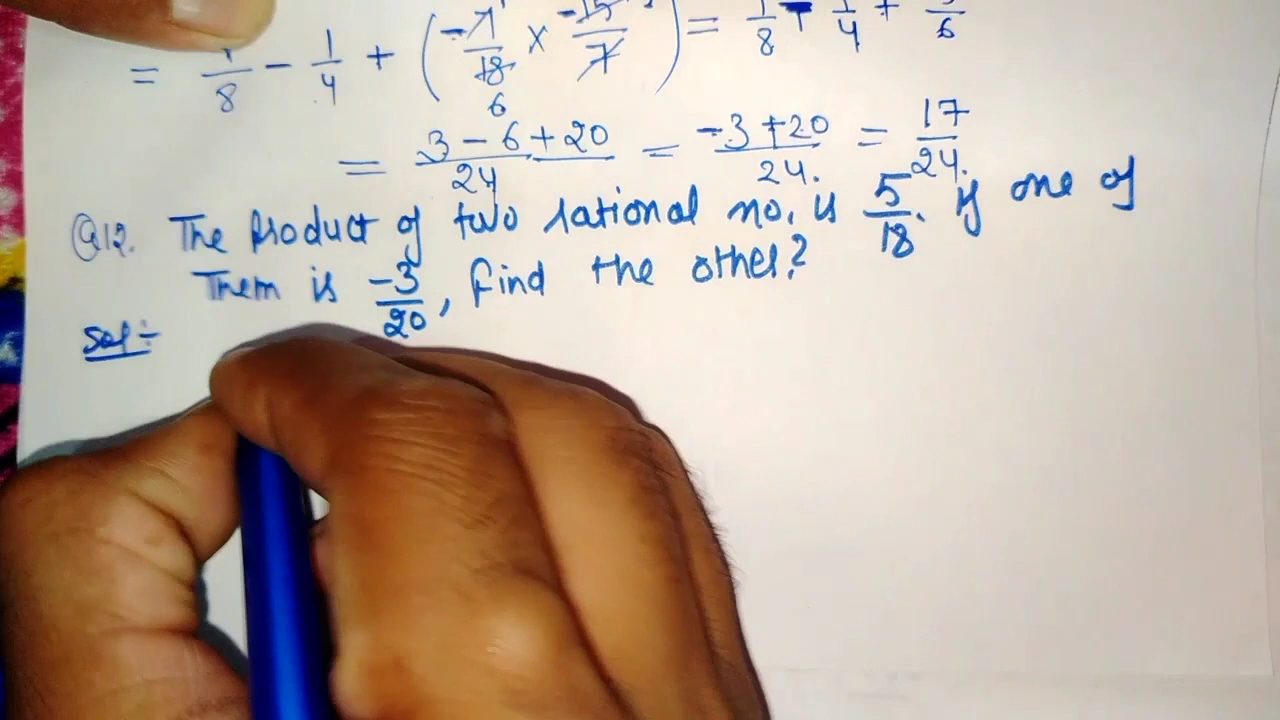 = 1/8 - 1/4 + (-7/18 × -15/7) = 1/8 - 1/4 + 5/6
= 3 - 6 + 20/24 = -3 + 20/24. = 17/24.
Q12. The product of two rational no. is 5/18. if one of
Them is -3/20, find the other?
Sol:-